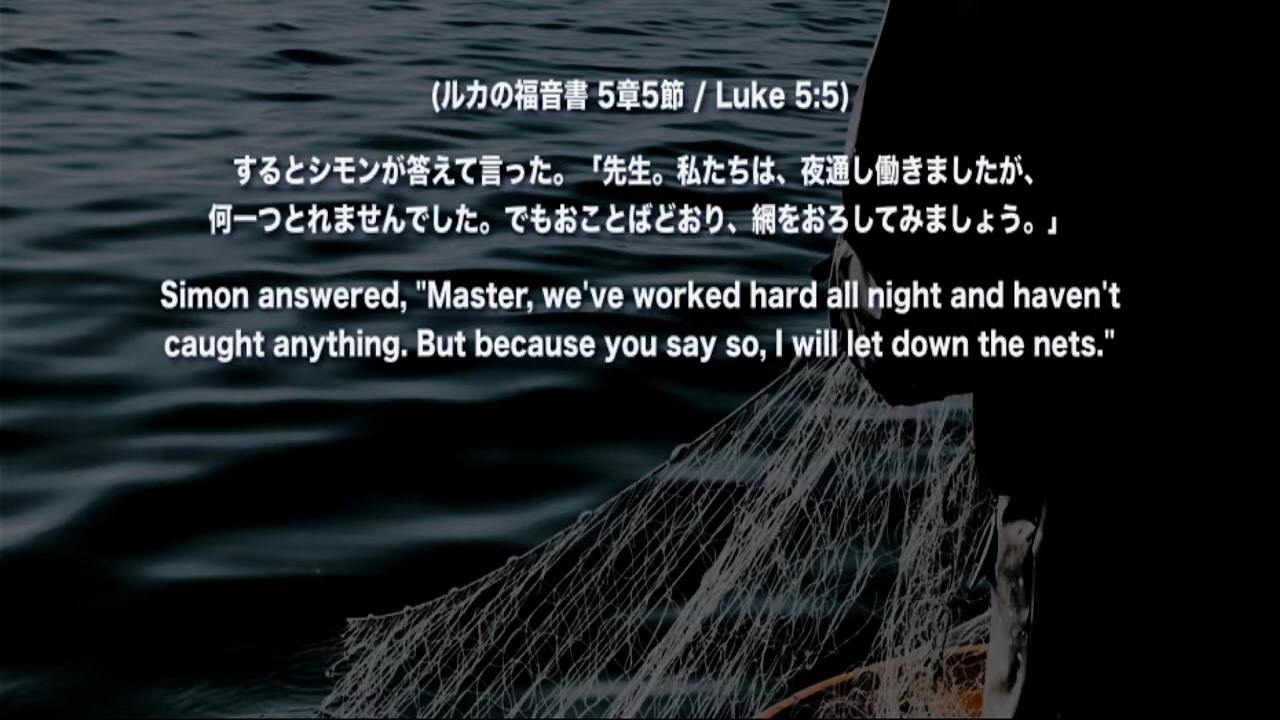 (ルカの福音書 5章5節 / Luke 5:5)
するとシモンが答えて言った。「先生。私たちは、夜通し働きましたが、
何一つとれませんでした。でもおことばどおり、網をおろしてみましょう。」
Simon answered, "Master, we've worked hard all night and haven't
caught anything. But because you say so, I will let down the nets."